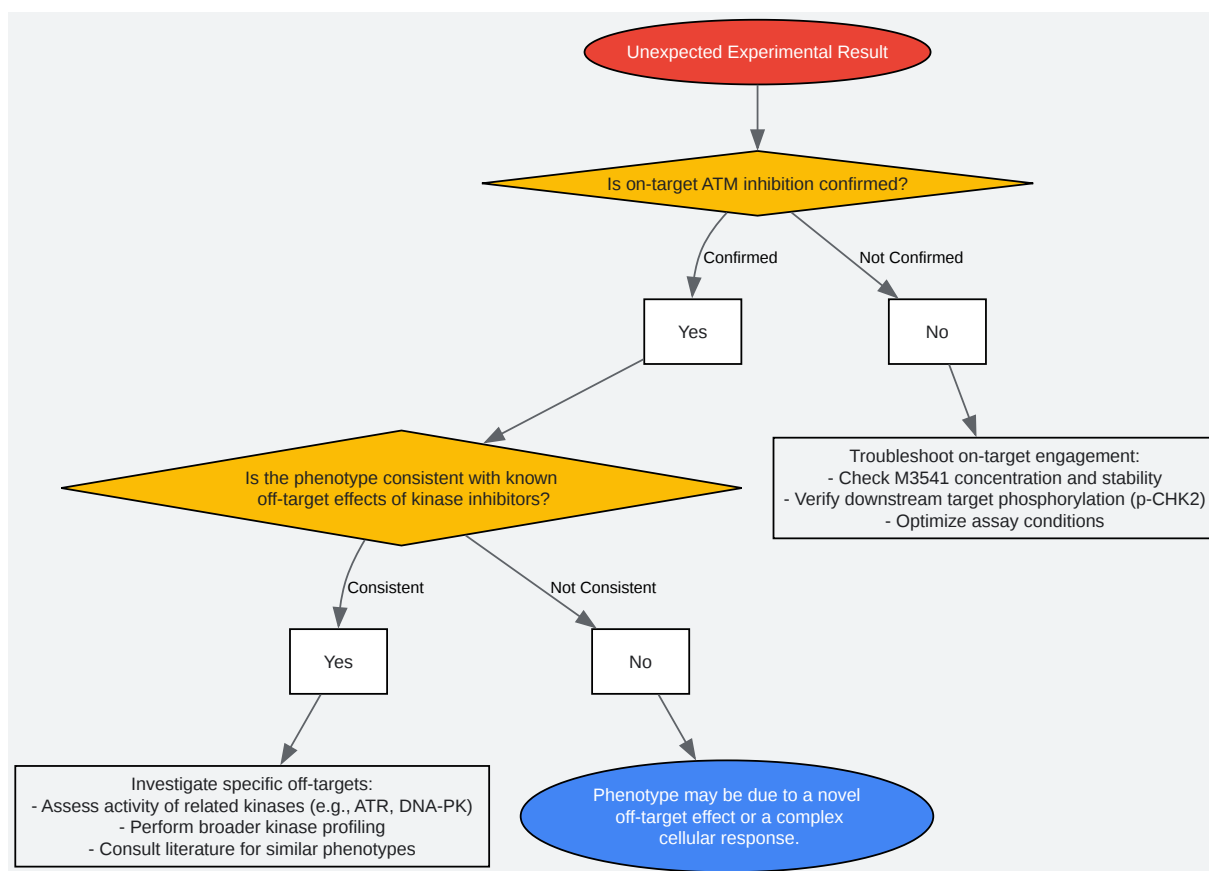 Unexpected Experimental Result
Is on-target ATM inhibition confirmed?
Confirmed
Not Confirmed
Yes
No
Is the phenotype consistent with known
off-target effects of kinase inhibitors?
Troubleshoot on-target engagement:
- Check M3541 concentration and stability
- Verify downstream target phosphorylation (p-CHK2)
- Optimize assay conditions
Consistent
Not Consistent
Yes
No
Investigate specific off-targets:
- Assess activity of related kinases (e.g., ATR, DNA-PK)
- Perform broader kinase profiling
- Consult literature for similar phenotypes
Phenotype may be due to a novel
off-target effect or a complex
cellular response.